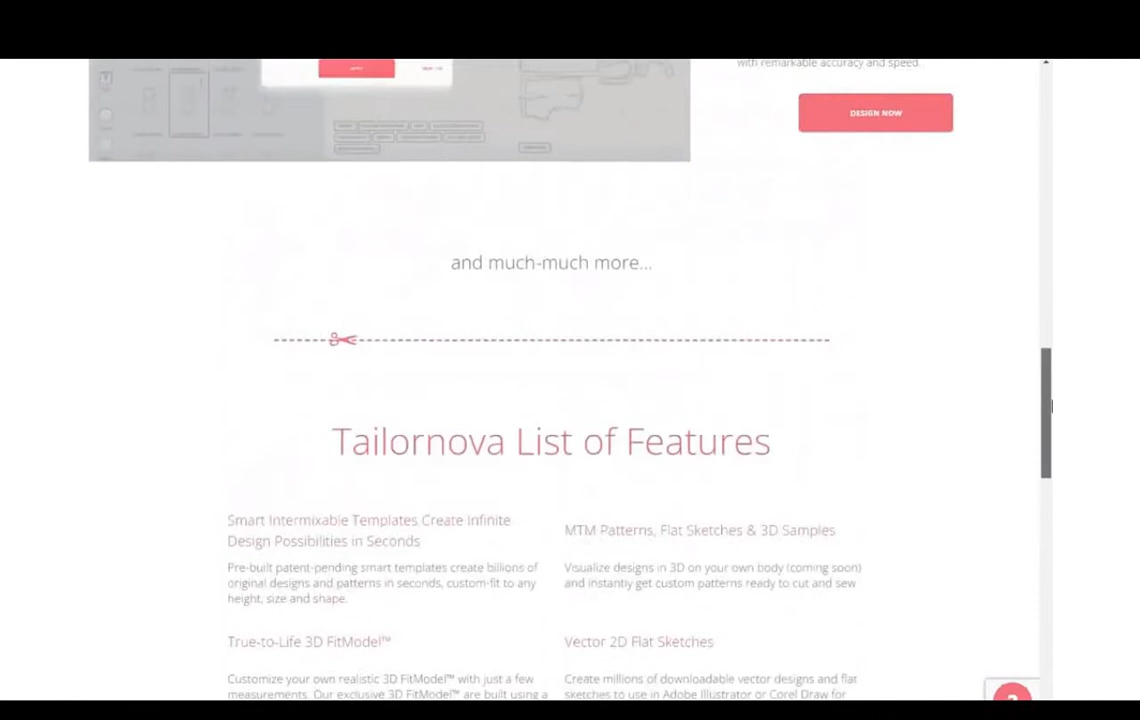 with remarkable accuracy and speed.
DESIGN NOW
and much-much more...
Tailornova List of Features
Smart Intermixable Templates Create Infinite
Design Possibilities in Seconds
Pre-built patent-pending smart templates create billions of
original designs and patterns in seconds, custom-fit to any
height, size and shape.
MTM Patterns, Flat Sketches & 3D Samples
Visualize designs in 3D on your own body (coming soon)
and instantly get custom patterns ready to cut and sew
True-to-Life 3D FitModel™
Customize your own realistic 3D FitModel™ with just a few
measurements. Our exclusive 3D FitModel™ are built using a
Vector 2D Flat Sketches
Create millions of downloadable vector designs and flat
sketches to use in Adobe Illustrator or Corel Draw for